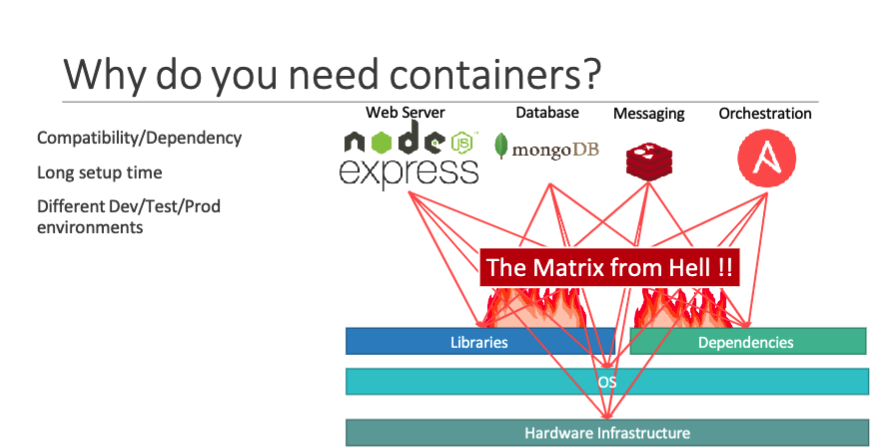 Why do you need containers?
Compatibility/Dependency
Long setup time
Different Dev/Test/Prod
environments
Web Server
Database
Messaging
Orchestration
node
JS
express
mongoDB
A
The Matrix from Hell !!
Libraries
Dependencies
OS
Hardware Infrastructure